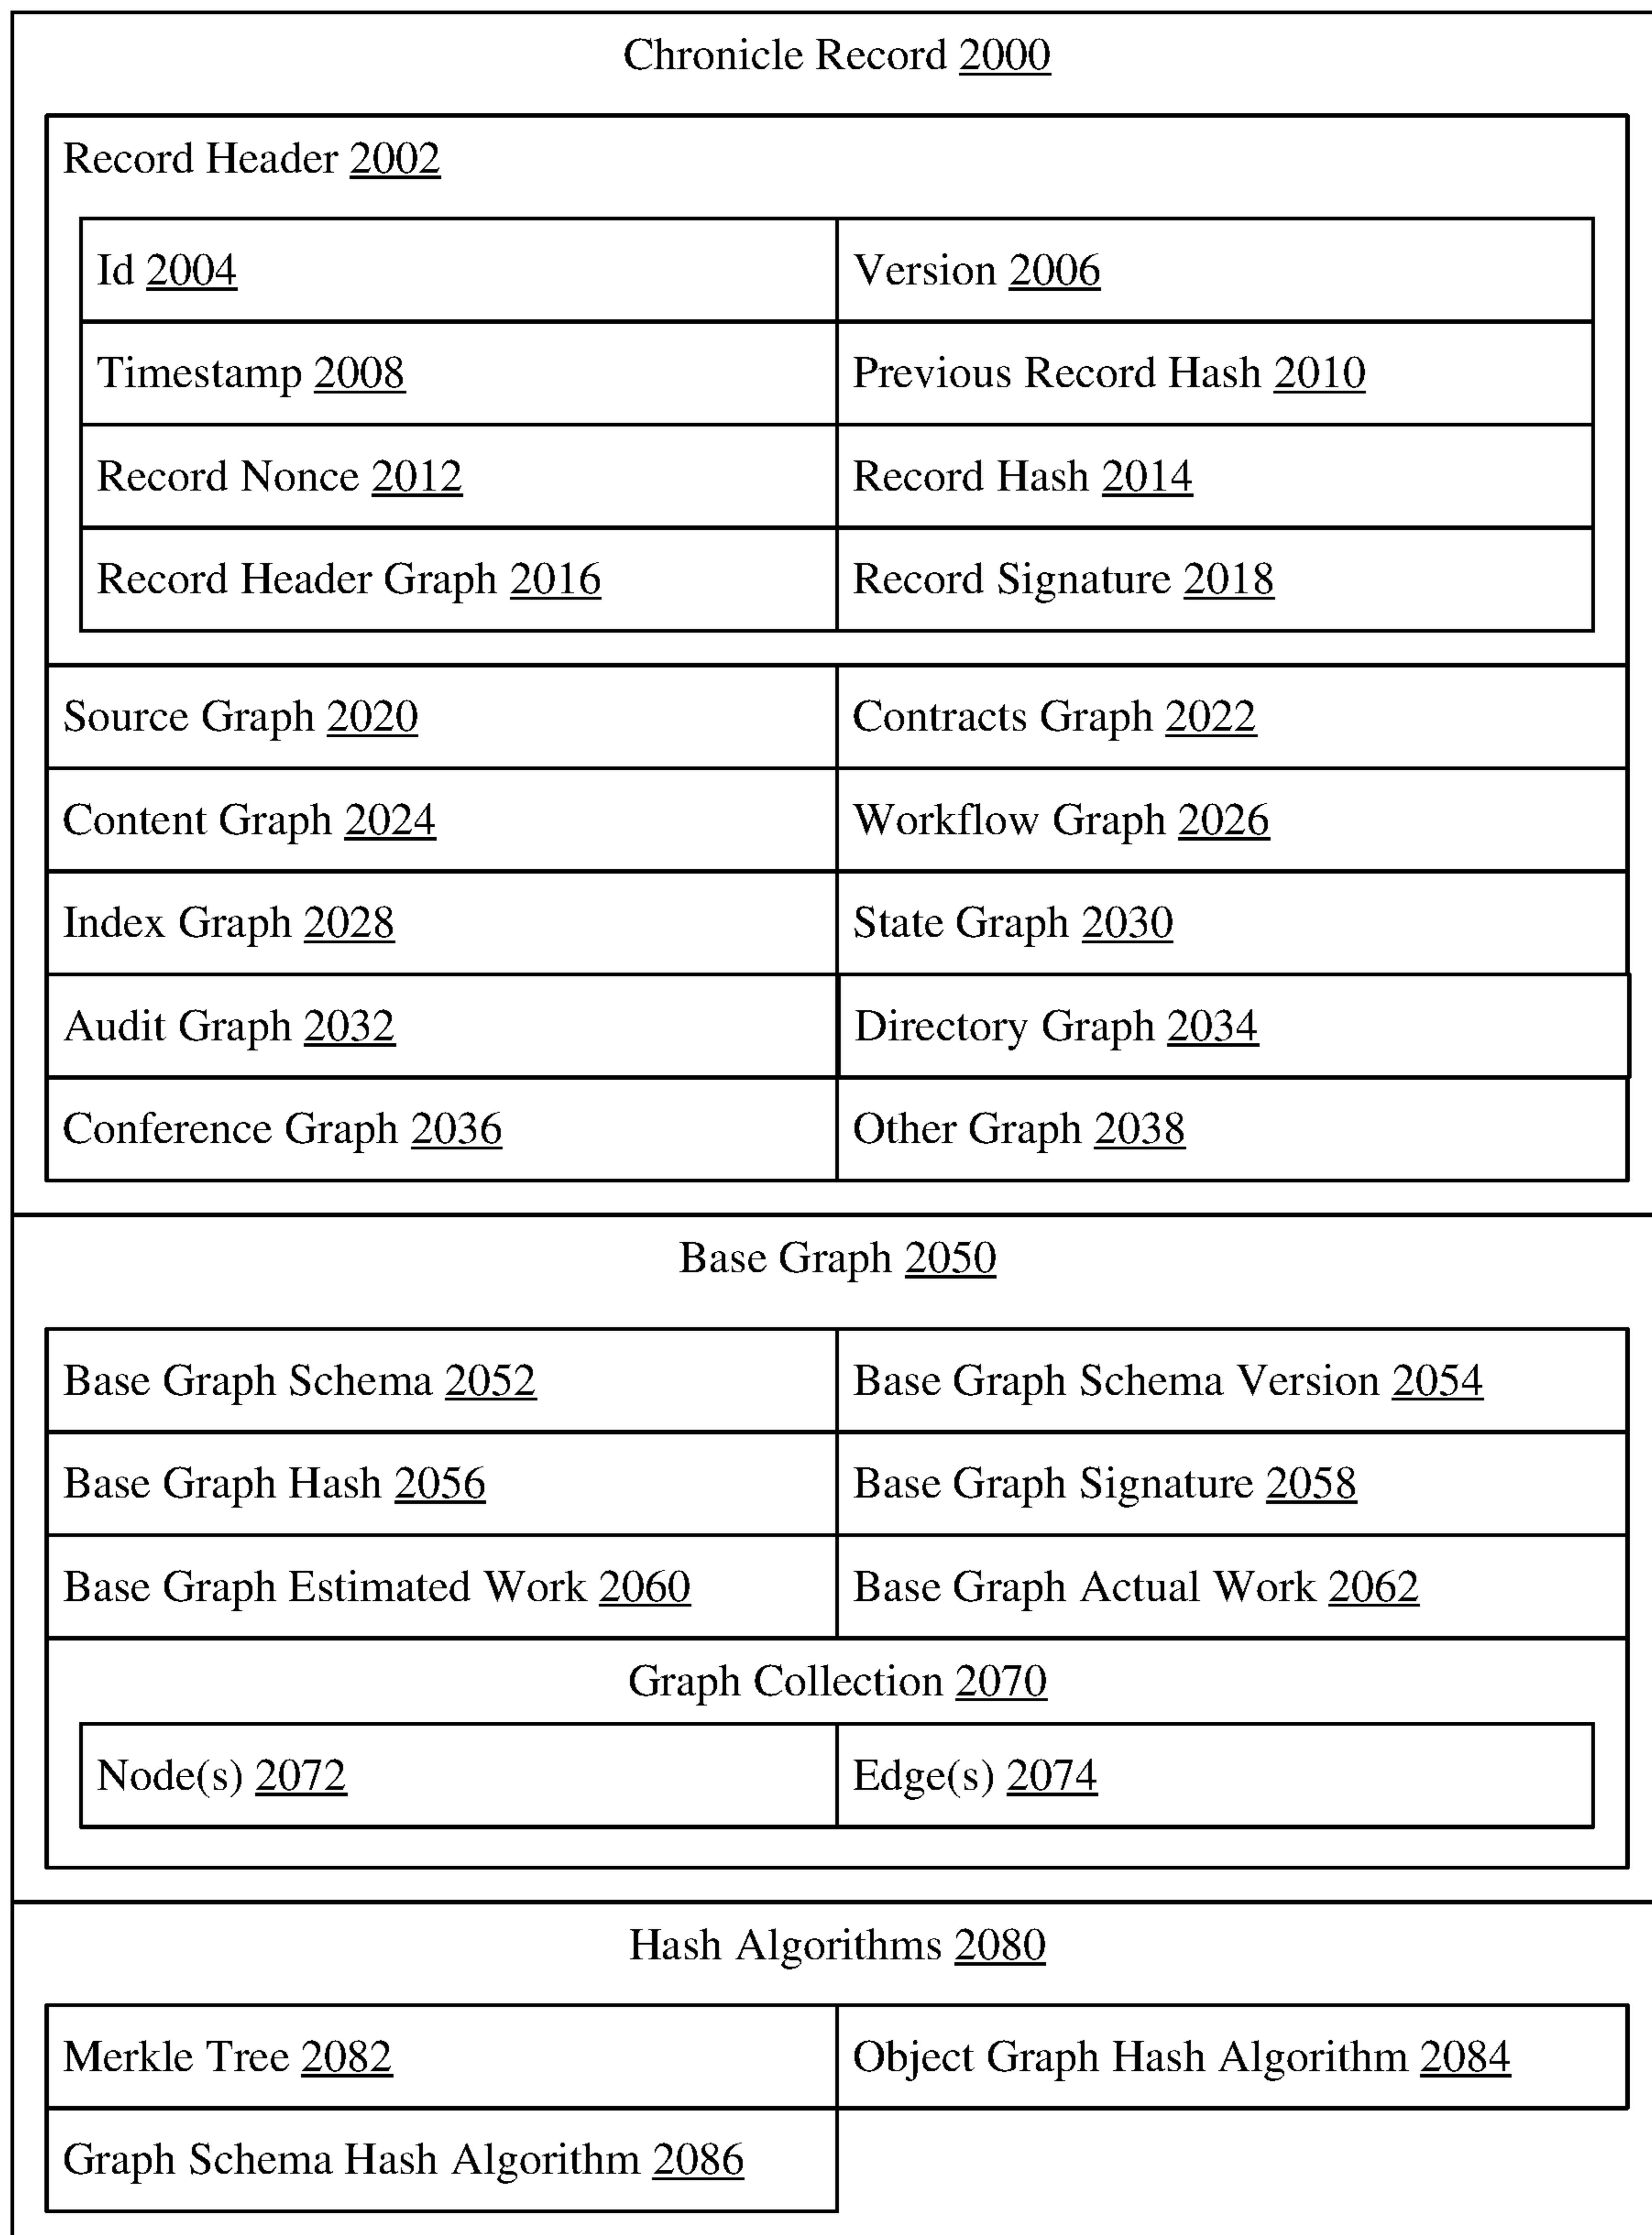 Chronicle Record 2000
Record Header 2002
Id 2004
Version 2006
Timestamp 2008
Previous Record Hash 2010
Record Nonce 2012
Record Hash 2014
Record Header Graph 2016
Record Signature 2018
Source Graph 2020
Contracts Graph 2022
Content Graph 2024
Workflow Graph 2026
Index Graph 2028
State Graph 2030
Audit Graph 2032
Directory Graph 2034
Conference Graph 2036
Other Graph 2038
Base Graph 2050
Base Graph Schema 2052
Base Graph Schema Version 2054
Base Graph Hash 2056
Base Graph Signature 2058
Base Graph Estimated Work 2060
Base Graph Actual Work 2062
Graph Collection 2070
Node(s) 2072
Edge(s) 2074
Hash Algorithms 2080
Merkle Tree 2082
Object Graph Hash Algorithm 2084
Graph Schema Hash Algorithm 2086